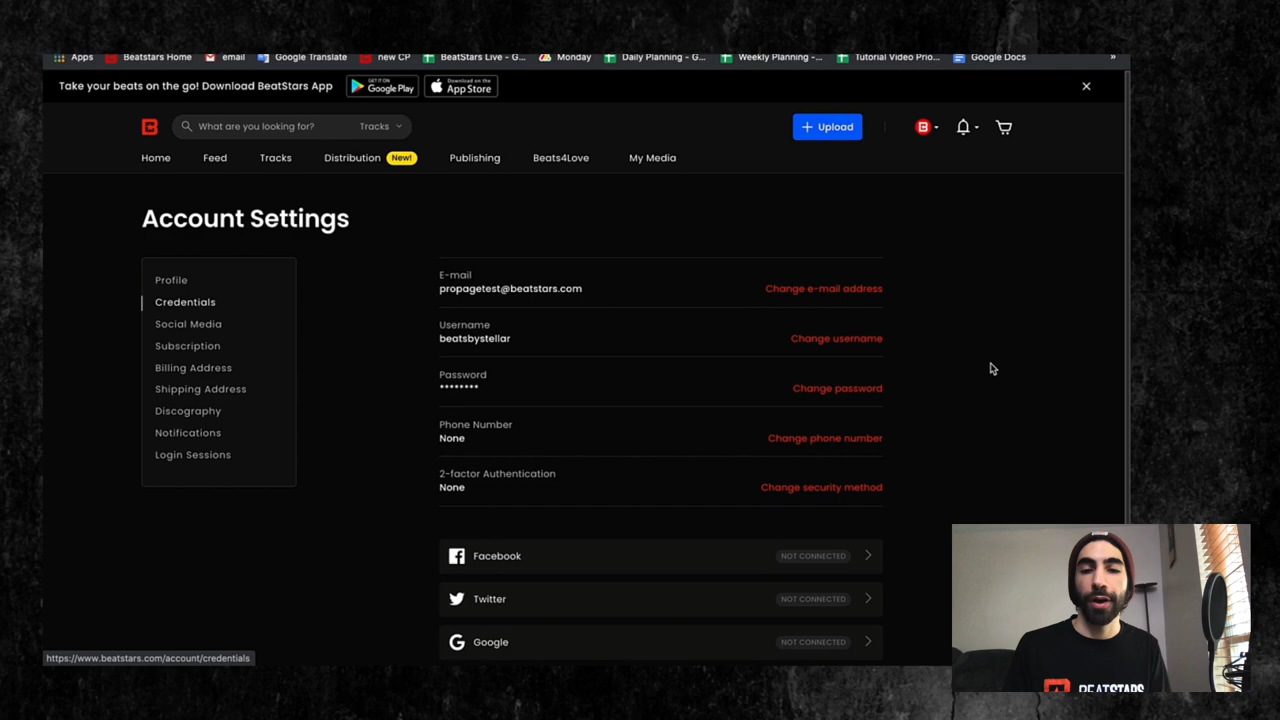 Apps Beatstars Home email Google Translate new CP BeatStars Live - G... Monday Daily Planning - G... Weekly Planning -... Tutorial Video Prio... Google Docs »
Take your beats on the go! Download BeatStars App GET IT ON Google Play Download on the App Store
What are you looking for? Tracks + Upload
Home Feed Tracks Distribution New! Publishing Beats4Love My Media
Account Settings
Profile
Credentials
Social Media
Subscription
Billing Address
Shipping Address
Discography
Notifications
Login Sessions
E-mail
propagetest@beatstars.com Change e-mail address
Username
beatsbystellar Change username
Password
******** Change password
Phone Number
None Change phone number
2-factor Authentication
None Change security method
Facebook NOT CONNECTED
Twitter NOT CONNECTED
Google NOT CONNECTED
https://www.beatstars.com/account/credentials
BEATSTARS